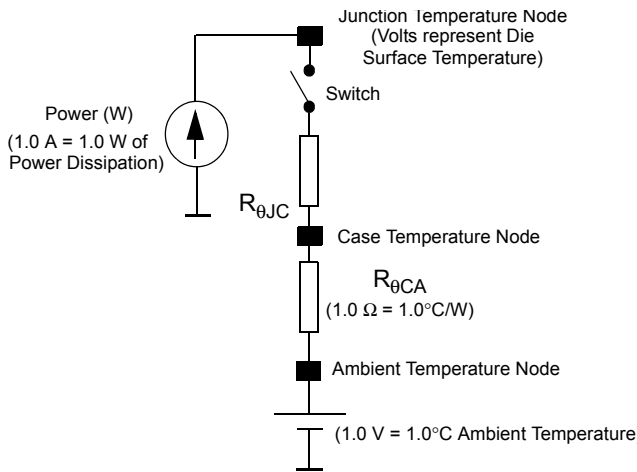 Junction Temperature Node
(Volts represent Die
Surface Temperature)
Switch
Power (W)
(1.0 A = 1.0 W of
Power Dissipation)
RθJC
Case Temperature Node
RθCA
(1.0 Ω = 1.0°C/W)
Ambient Temperature Node
(1.0 V = 1.0°C Ambient Temperature